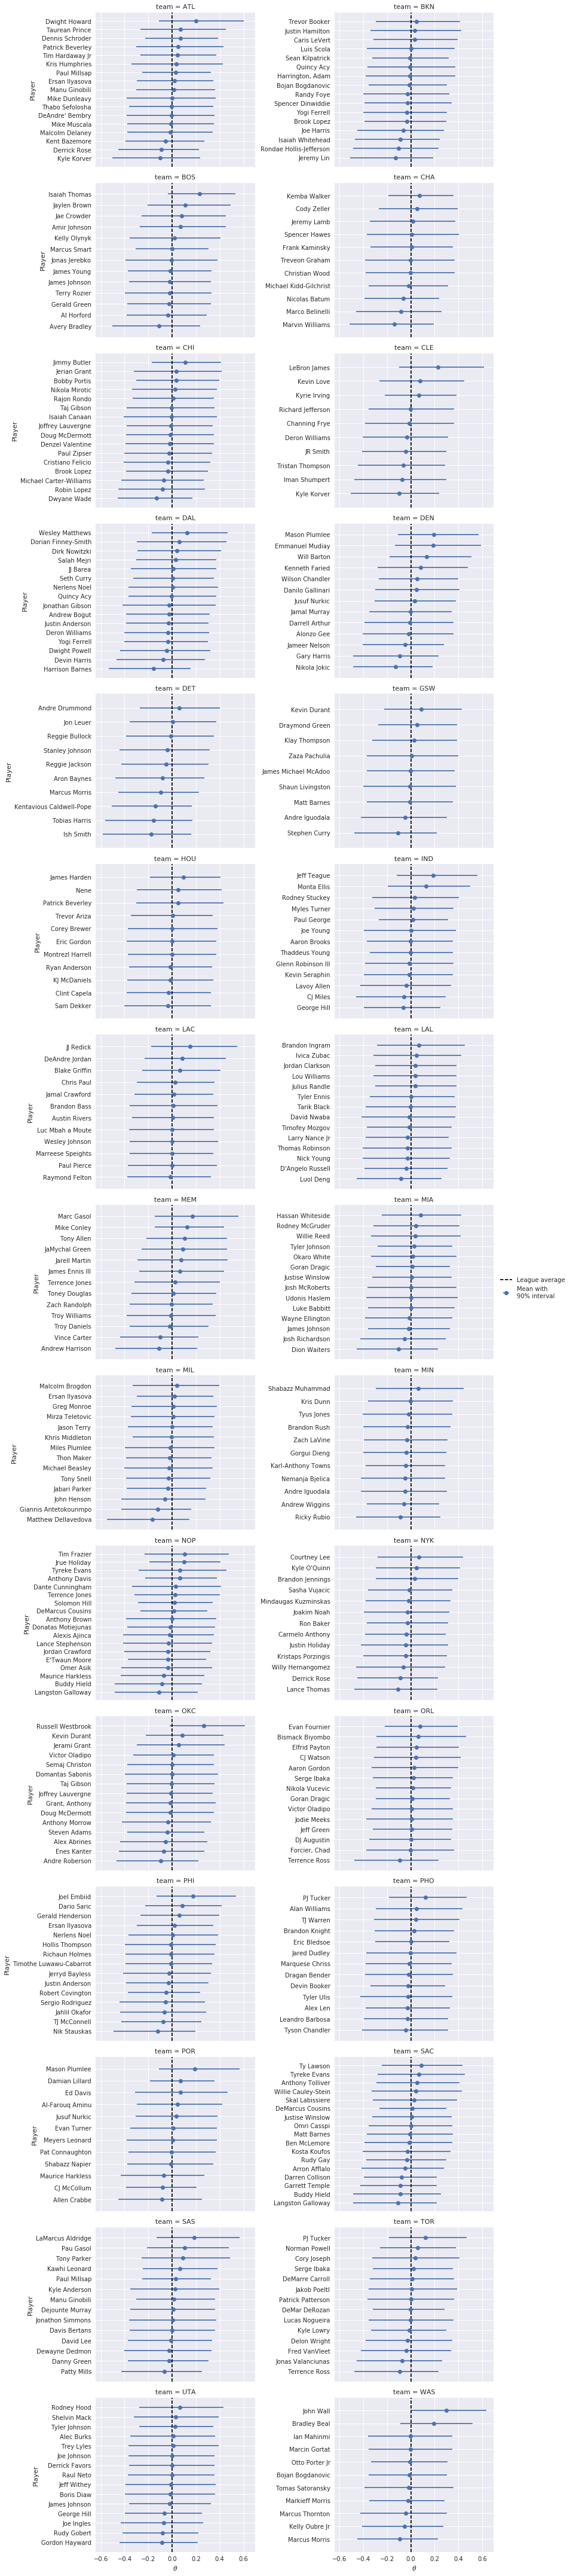 team = ATL
Player
Dwight Howard
Taurean Prince
Dennis Schroder
Patrick Beverley
Tim Hardaway Jr
Kris Humphries
Paul Millsap
Ersan Ilyasova
Manu Ginobili
Mike Dunleavy
Thabo Sefolosha
DeAndre' Bembry
Mike Muscala
Malcolm Delaney
Kent Bazemore
Derrick Rose
Kyle Korver
team = BKN
Trevor Booker
Justin Hamilton
Caris LeVert
Luis Scola
Sean Kilpatrick
Quincy Acy
Harrington, Adam
Bojan Bogdanovic
Randy Foye
Spencer Dinwiddie
Yogi Ferrell
Brook Lopez
Joe Harris
Isaiah Whitehead
Rondae Hollis-Jefferson
Jeremy Lin
team = BOS
Player
Isaiah Thomas
Jaylen Brown
Jae Crowder
Amir Johnson
Kelly Olynyk
Marcus Smart
Jonas Jerebko
James Young
James Johnson
Terry Rozier
Gerald Green
Al Horford
Avery Bradley
team = CHA
Kemba Walker
Cody Zeller
Jeremy Lamb
Spencer Hawes
Frank Kaminsky
Treveon Graham
Christian Wood
Michael Kidd-Gilchrist
Nicolas Batum
Marco Belinelli
Marvin Williams
team = CHI
Player
Jimmy Butler
Jerian Grant
Bobby Portis
Nikola Mirotic
Rajon Rondo
Taj Gibson
Isaiah Canaan
Joffrey Lauvergne
Doug McDermott
Denzel Valentine
Paul Zipser
Cristiano Felicio
Brook Lopez
Michael Carter-Williams
Robin Lopez
Dwyane Wade
team = CLE
LeBron James
Kevin Love
Kyrie Irving
Richard Jefferson
Channing Frye
Deron Williams
JR Smith
Tristan Thompson
Iman Shumpert
Kyle Korver
team = DAL
Player
Wesley Matthews
Dorian Finney-Smith
Dirk Nowitzki
Salah Mejri
JJ Barea
Seth Curry
Nerlens Noel
Quincy Acy
Jonathan Gibson
Andrew Bogut
Justin Anderson
Deron Williams
Yogi Ferrell
Dwight Powell
Devin Harris
Harrison Barnes
team = DEN
Mason Plumlee
Emmanuel Mudiay
Will Barton
Kenneth Faried
Wilson Chandler
Danilo Gallinari
Jusuf Nurkic
Jamal Murray
Darrell Arthur
Alonzo Gee
Jameer Nelson
Gary Harris
Nikola Jokic
team = DET
Player
Andre Drummond
Jon Leuer
Reggie Bullock
Stanley Johnson
Reggie Jackson
Aron Baynes
Marcus Morris
Kentavious Caldwell-Pope
Tobias Harris
Ish Smith
team = GSW
Kevin Durant
Draymond Green
Klay Thompson
Zaza Pachulia
James Michael McAdoo
Shaun Livingston
Matt Barnes
Andre Iguodala
Stephen Curry
team = HOU
Player
James Harden
Nene
Patrick Beverley
Trevor Ariza
Corey Brewer
Eric Gordon
Montrezl Harrell
Ryan Anderson
KJ McDaniels
Clint Capela
Sam Dekker
team = IND
Jeff Teague
Monta Ellis
Rodney Stuckey
Myles Turner
Paul George
Joe Young
Aaron Brooks
Thaddeus Young
Glenn Robinson III
Kevin Seraphin
Lavoy Allen
CJ Miles
George Hill
team = LAC
Player
JJ Redick
DeAndre Jordan
Blake Griffin
Chris Paul
Jamal Crawford
Brandon Bass
Austin Rivers
Luc Mbah a Moute
Wesley Johnson
Marreese Speights
Paul Pierce
Raymond Felton
team = LAL
Brandon Ingram
Ivica Zubac
Jordan Clarkson
Lou Williams
Julius Randle
Tyler Ennis
Tarik Black
David Nwaba
Timofey Mozgov
Larry Nance Jr
Thomas Robinson
Nick Young
D'Angelo Russell
Luol Deng
team = MEM
Player
Marc Gasol
Mike Conley
Tony Allen
JaMychal Green
Jarell Martin
James Ennis III
Terrence Jones
Toney Douglas
Zach Randolph
Troy Williams
Troy Daniels
Vince Carter
Andrew Harrison
team = MIA
Hassan Whiteside
Rodney McGruder
Willie Reed
Tyler Johnson
Okaro White
Goran Dragic
Justise Winslow
Josh McRoberts
Udonis Haslem
Luke Babbitt
Wayne Ellington
James Johnson
Josh Richardson
Dion Waiters
League average
Mean with
90% interval
team = MIL
Player
Malcolm Brogdon
Ersan Ilyasova
Greg Monroe
Mirza Teletovic
Jason Terry
Khris Middleton
Miles Plumlee
Thon Maker
Michael Beasley
Tony Snell
Jabari Parker
John Henson
Giannis Antetokounmpo
Matthew Dellavedova
team = MIN
Shabazz Muhammad
Kris Dunn
Tyus Jones
Brandon Rush
Zach LaVine
Gorgui Dieng
Karl-Anthony Towns
Nemanja Bjelica
Andre Iguodala
Andrew Wiggins
Ricky Rubio
team = NOP
Player
Tim Frazier
Jrue Holiday
Tyreke Evans
Anthony Davis
Dante Cunningham
Terrence Jones
Solomon Hill
DeMarcus Cousins
Anthony Brown
Donatas Motiejunas
Alexis Ajinca
Lance Stephenson
Jordan Crawford
E'Twaun Moore
Omer Asik
Maurice Harkless
Buddy Hield
Langston Galloway
team = NYK
Courtney Lee
Kyle O'Quinn
Brandon Jennings
Sasha Vujacic
Mindaugas Kuzminskas
Joakim Noah
Ron Baker
Carmelo Anthony
Justin Holiday
Kristaps Porzingis
Willy Hernangomez
Derrick Rose
Lance Thomas
team = OKC
Player
Russell Westbrook
Kevin Durant
Jerami Grant
Victor Oladipo
Semaj Christon
Domantas Sabonis
Taj Gibson
Joffrey Lauvergne
Grant, Anthony
Doug McDermott
Anthony Morrow
Steven Adams
Alex Abrines
Enes Kanter
Andre Roberson
team = ORL
Evan Fournier
Bismack Biyombo
Elfrid Payton
CJ Watson
Aaron Gordon
Serge Ibaka
Nikola Vucevic
Goran Dragic
Victor Oladipo
Jodie Meeks
Jeff Green
DJ Augustin
Forcier, Chad
Terrence Ross
team = PHI
Player
Joel Embiid
Dario Saric
Gerald Henderson
Ersan Ilyasova
Nerlens Noel
Hollis Thompson
Richaun Holmes
Timothe Luwawu-Cabarrot
Jerryd Bayless
Justin Anderson
Robert Covington
Sergio Rodriguez
Jahlil Okafor
TJ McConnell
Nik Stauskas
team = PHO
PJ Tucker
Alan Williams
TJ Warren
Brandon Knight
Eric Bledsoe
Jared Dudley
Marquese Chriss
Dragan Bender
Devin Booker
Tyler Ulis
Alex Len
Leandro Barbosa
Tyson Chandler
team = POR
Player
Mason Plumlee
Damian Lillard
Ed Davis
Al-Farouq Aminu
Jusuf Nurkic
Evan Turner
Meyers Leonard
Pat Connaughton
Shabazz Napier
Maurice Harkless
CJ McCollum
Allen Crabbe
team = SAC
Ty Lawson
Tyreke Evans
Anthony Tolliver
Willie Cauley-Stein
Skal Labissiere
DeMarcus Cousins
Justise Winslow
Omri Casspi
Matt Barnes
Ben McLemore
Kosta Koufos
Rudy Gay
Arron Afflalo
Darren Collison
Garrett Temple
Buddy Hield
Langston Galloway
team = SAS
Player
LaMarcus Aldridge
Pau Gasol
Tony Parker
Kawhi Leonard
Paul Millsap
Kyle Anderson
Manu Ginobili
Dejounte Murray
Jonathon Simmons
Davis Bertans
David Lee
Dewayne Dedmon
Danny Green
Patty Mills
team = TOR
PJ Tucker
Norman Powell
Cory Joseph
Serge Ibaka
DeMarre Carroll
Jakob Poeltl
Patrick Patterson
DeMar DeRozan
Lucas Nogueira
Kyle Lowry
Delon Wright
Fred VanVleet
Jonas Valanciunas
Terrence Ross
team = UTA
Player
Rodney Hood
Shelvin Mack
Tyler Johnson
Alec Burks
Trey Lyles
Joe Johnson
Derrick Favors
Raul Neto
Jeff Withey
Boris Diaw
James Johnson
George Hill
Joe Ingles
Rudy Gobert
Gordon Hayward
−0.6 −0.4 −0.2 0.0 0.2 0.4 0.6
θ
team = WAS
John Wall
Bradley Beal
Ian Mahinmi
Marcin Gortat
Otto Porter Jr
Bojan Bogdanovic
Tomas Satoransky
Markieff Morris
Marcus Thornton
Kelly Oubre Jr
Marcus Morris
−0.6 −0.4 −0.2 0.0 0.2 0.4 0.6
θ